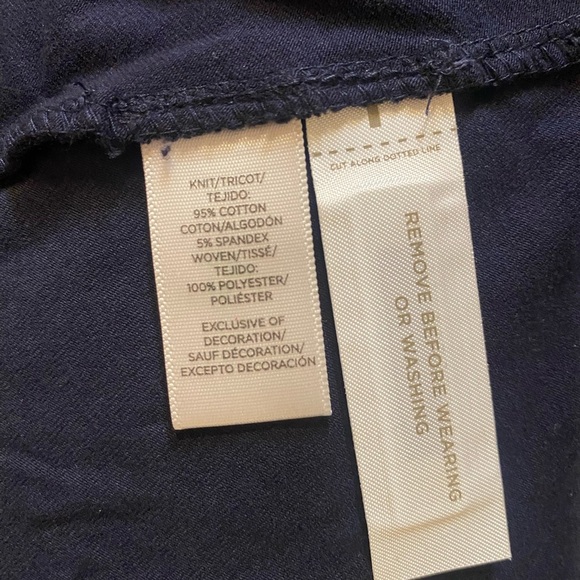 KNIT/TRICOT/
TEJIDO:
95% COTTON
COTON/ALGODÓN
5% SPANDEX
WOVEN/TISSÉ/
TEJIDO:
100% POLYESTER/
POLIÉSTER
EXCLUSIVE OF
DECORATION/
SAUF DÉCORATION/
EXCEPTO DECORACIÓN
CUT ALONG DOTTED LINE
REMOVE BEFORE WEARING
OR WASHING